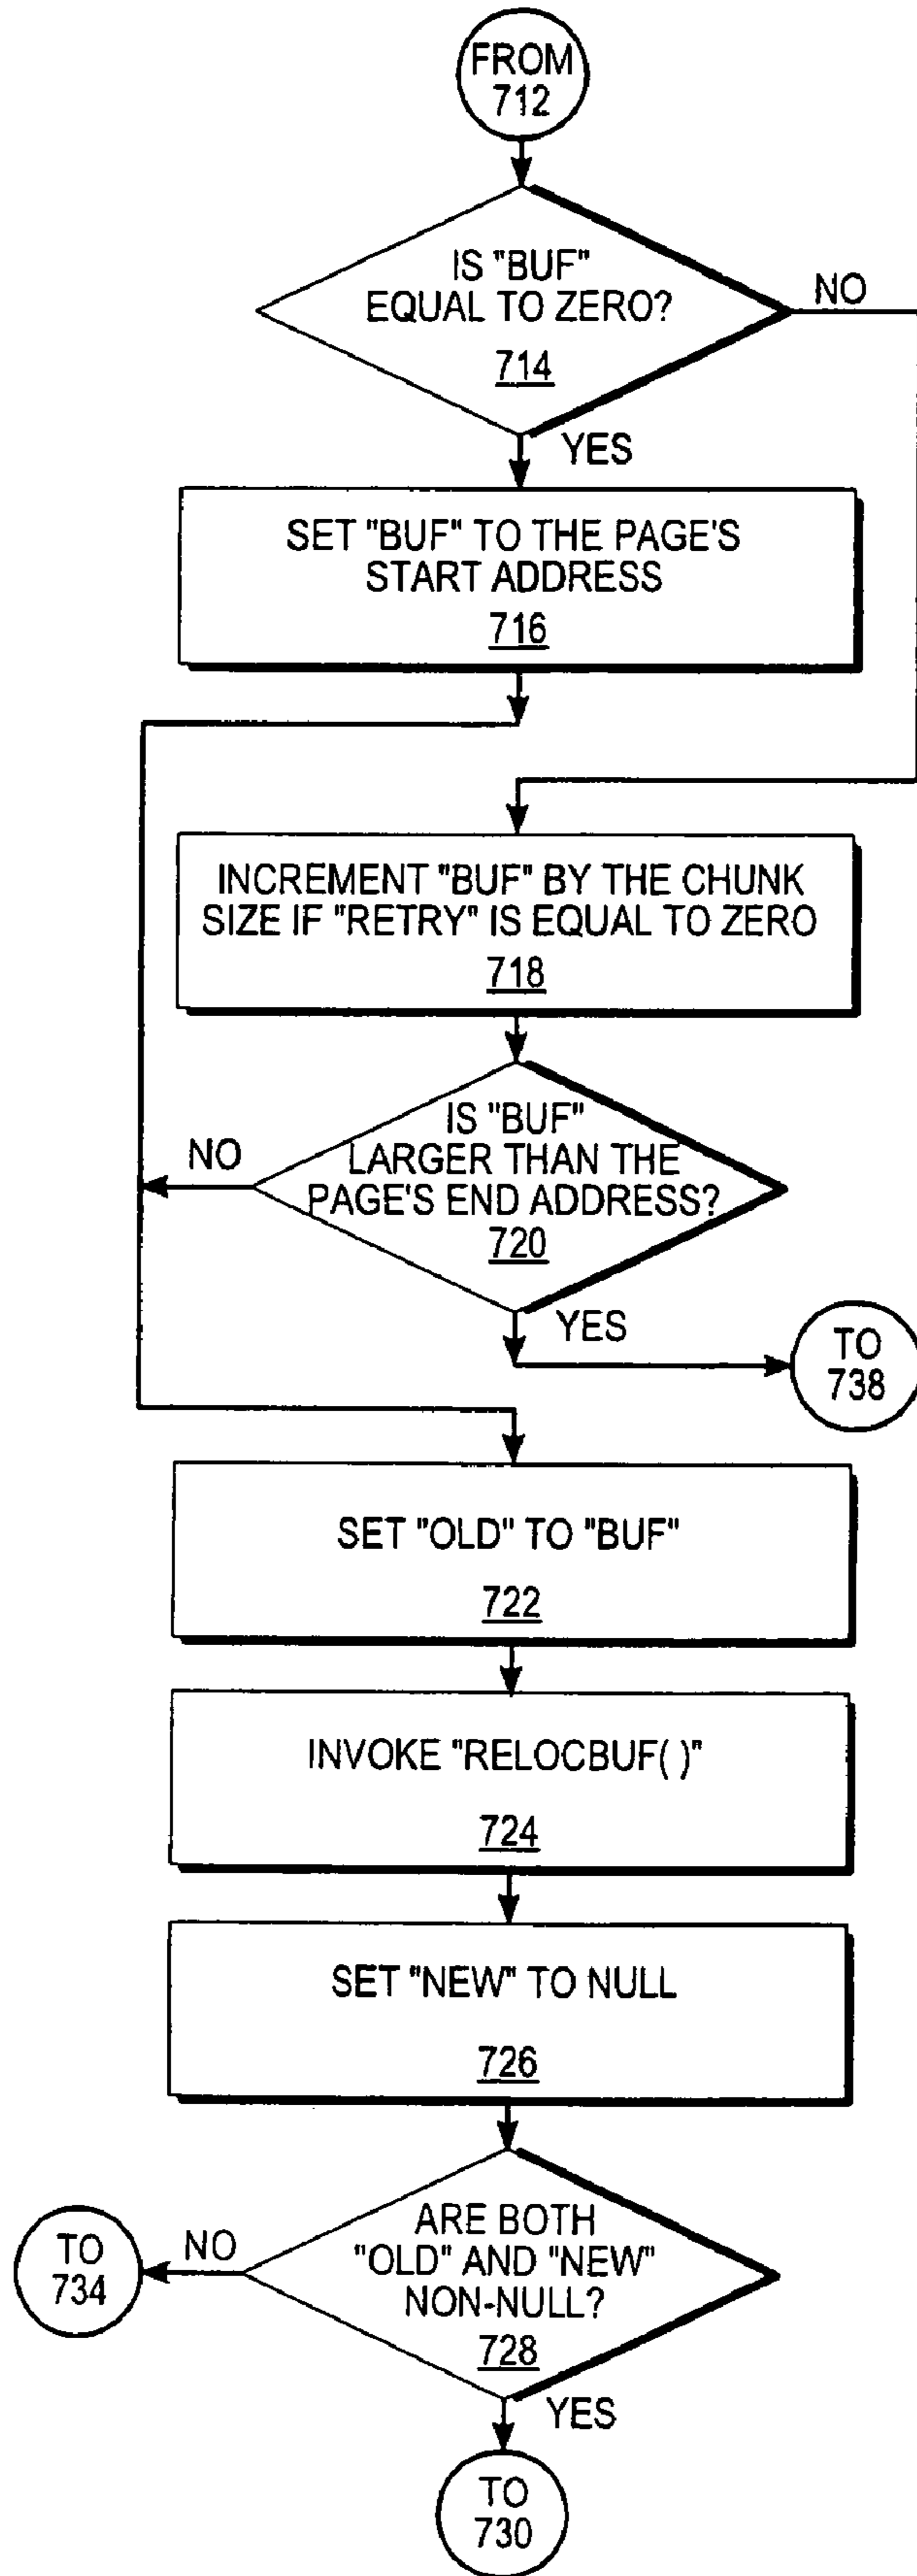 FROM
712
IS "BUF"
EQUAL TO ZERO?
714
NO
YES
SET "BUF" TO THE PAGE'S
START ADDRESS
716
INCREMENT "BUF" BY THE CHUNK
SIZE IF "RETRY" IS EQUAL TO ZERO
718
IS "BUF"
LARGER THAN THE
PAGE'S END ADDRESS?
720
NO
YES
TO
738
SET "OLD" TO "BUF"
722
INVOKE "RELOCBUF( )"
724
SET "NEW" TO NULL
726
ARE BOTH
"OLD" AND "NEW"
NON-NULL?
728
NO
TO
734
YES
TO
730